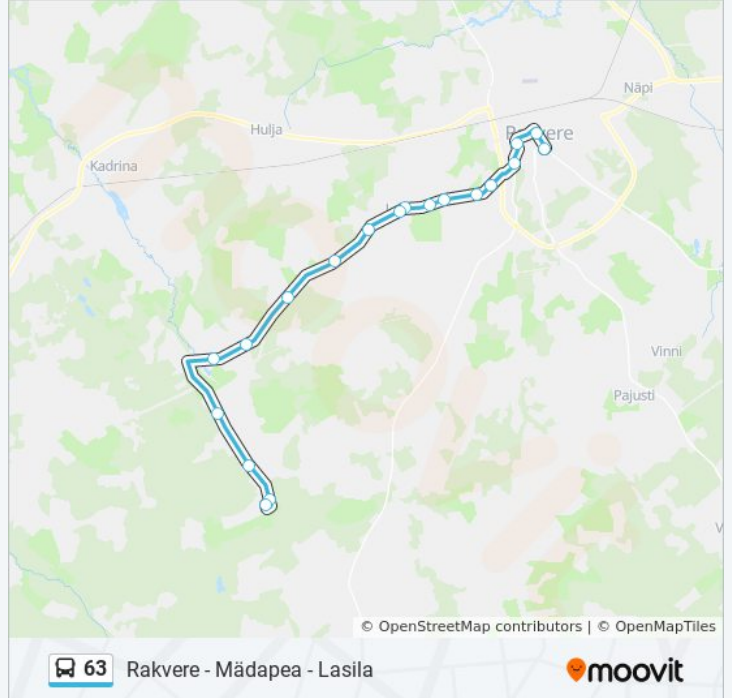 Näpi
Hulja
Kadrina
Vinni
Pajusti
V
© OpenStreetMap contributors | © OpenMapTiles
63 Rakvere - Mädapea - Lasila moovit